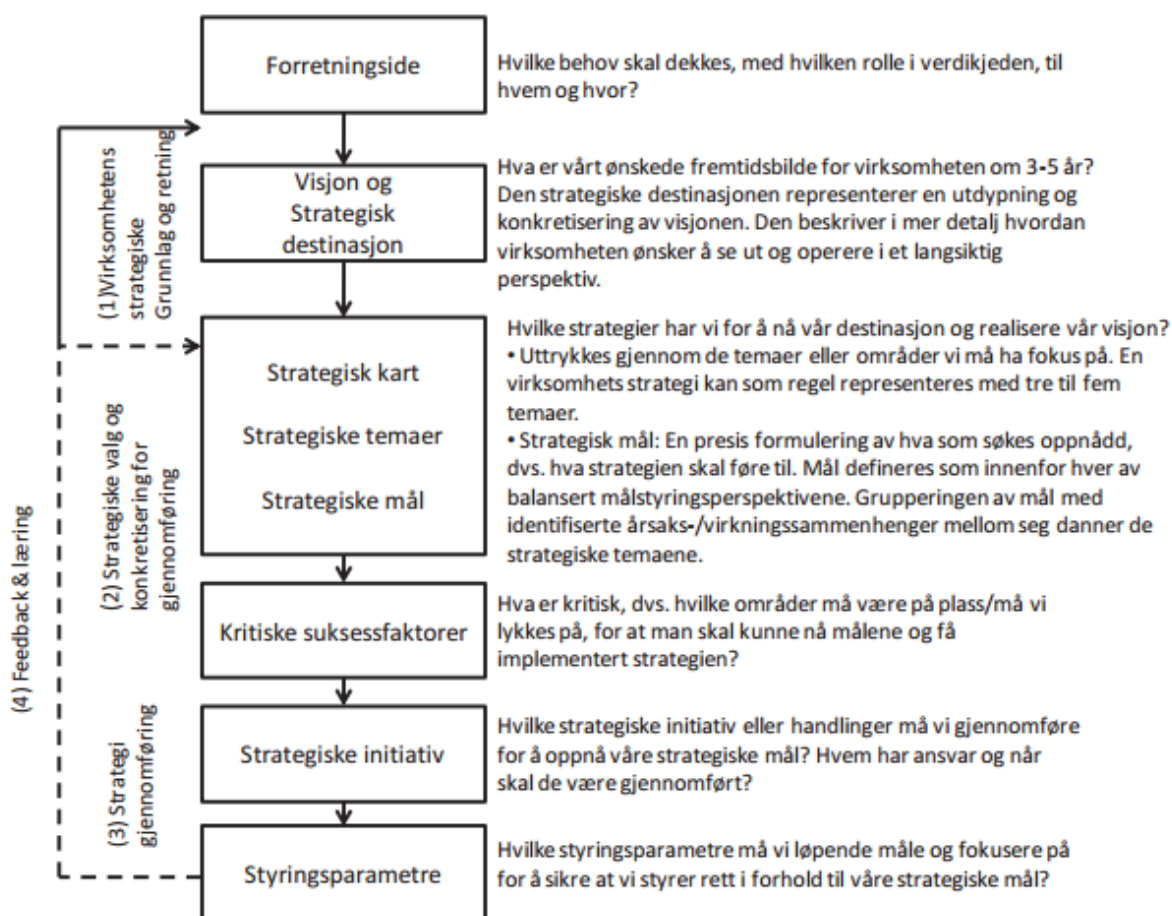 Forretningside
Hvilke behov skal dekkes, med hvilken rolle i verdikjeden, til
hvem og hvor?
(1)Virksomhetens
strategiske
Grunnlag og retning
Visjon og
Strategisk
destinasjon
Hva er vårt ønskede fremtidsbilde for virksomheten om 3-5 år?
Den strategiske destinasjonen representerer en utdypning og
konkretisering av visjonen. Den beskriver i mer detalj hvordan
virksomheten ønsker å se ut og operere i et langsiktig
perspektiv.
(2) Strategiske valg og
konkretisering for
gjennomføring
Strategisk kart
Strategiske temaer
Strategiske mål
Hvilke strategier har vi for å nå vår destinasjon og realisere vår visjon?
• Uttrykkes gjennom de temaer eller områder vi må ha fokus på. En
virksomhets strategi kan som regel representeres med tre til fem
temaer.
• Strategisk mål: En presis formulering av hva som søkes oppnådd,
dvs. hva strategien skal føre til. Mål defineres som innenfor hver av
balansert målstyringsperspektivene. Grupperingen av mål med
identifiserte årsaks-/virkningssammenhenger mellom seg danner de
strategiske temaene.
(4) Feedback & læring
Kritiske suksessfaktorer
Hva er kritisk, dvs. hvilke områder må være på plass/må vi
lykkes på, for at man skal kunne nå målene og få
implementert strategien?
(3) Strategi
gjennomføring
Strategiske initiativ
Hvilke strategiske initiativ eller handlinger må vi gjennomføre
for å oppnå våre strategiske mål? Hvem har ansvar og når
skal de være gjennomført?
Styringsparametre
Hvilke styringsparametre må vi løpende måle og fokusere på
for å sikre at vi styrer rett i forhold til våre strategiske mål?